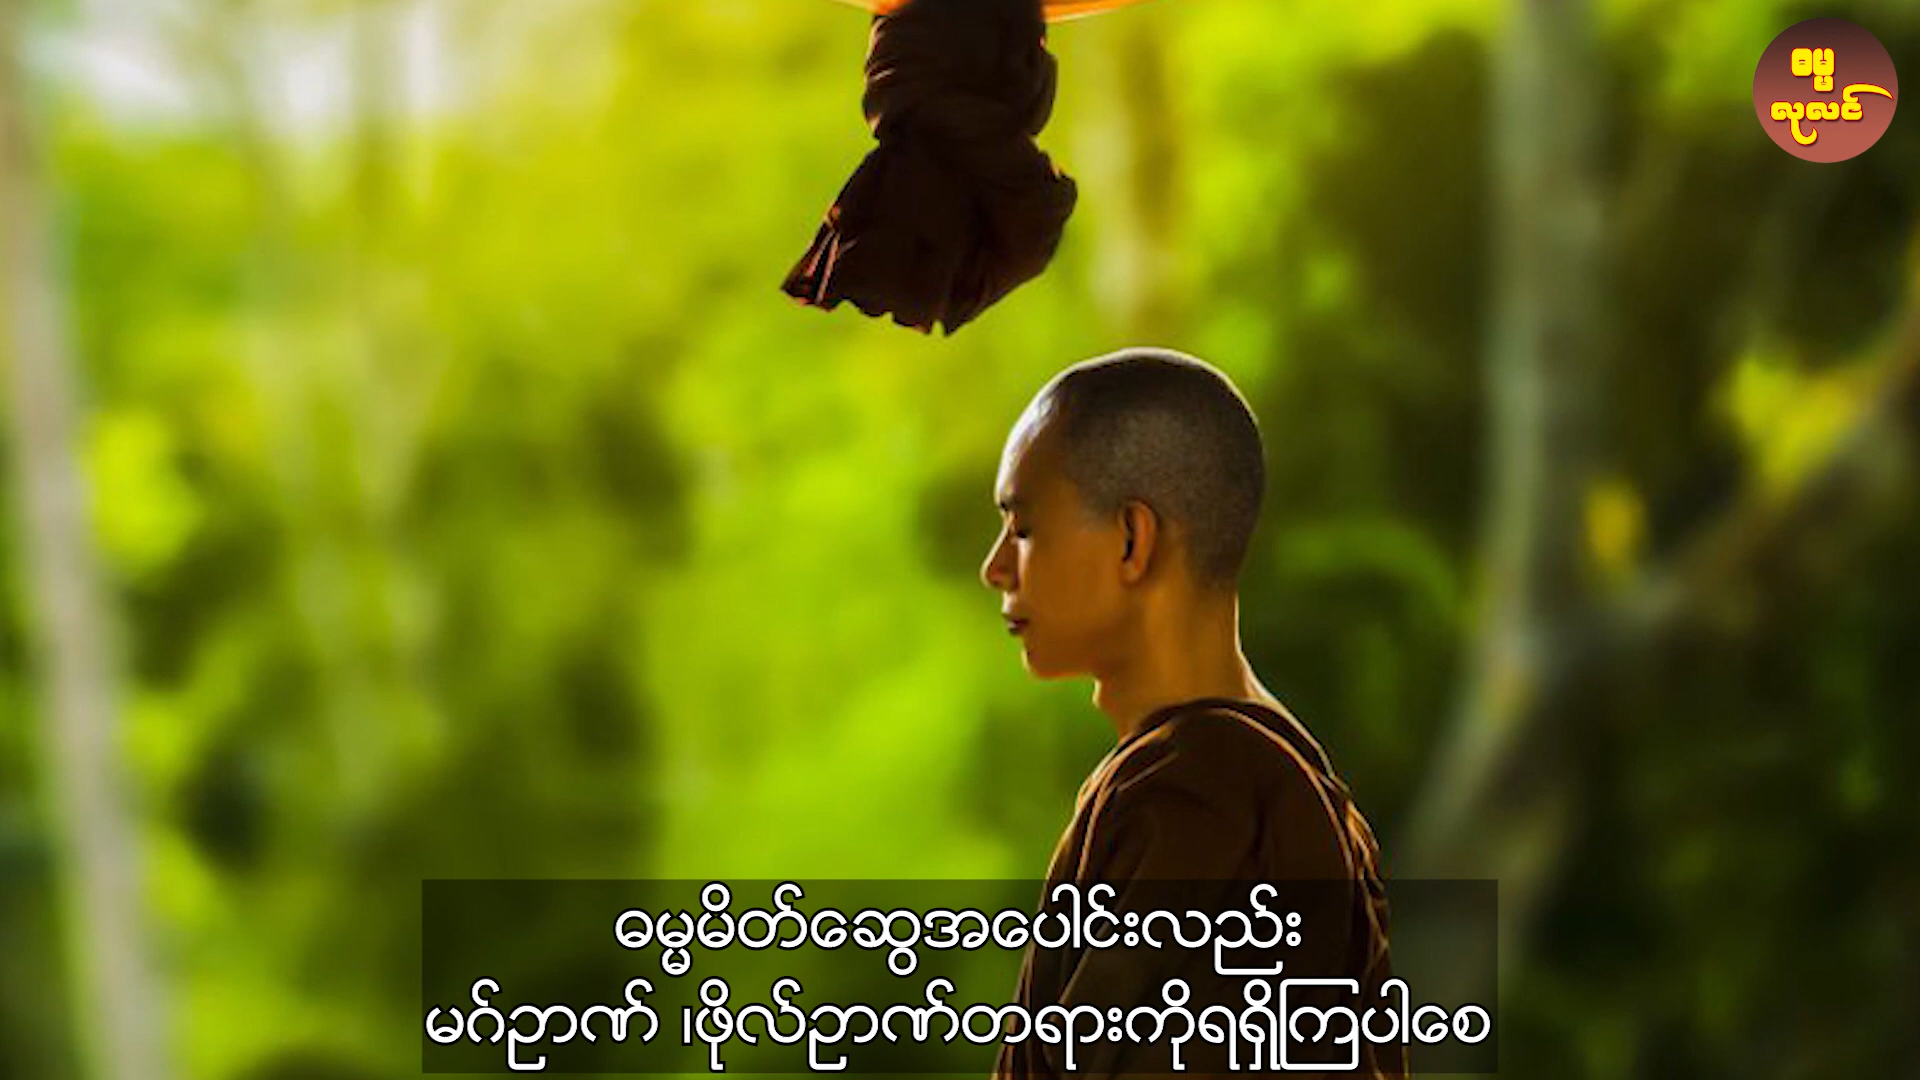 ဓမ္မ
လုလင်
ဓမ္မမိတ်ဆွေအပေါင်းလည်း
မဂ်ဉာဏ် ၊ဖိုလ်ဉာဏ်တရားကိုရရှိကြပါစေ